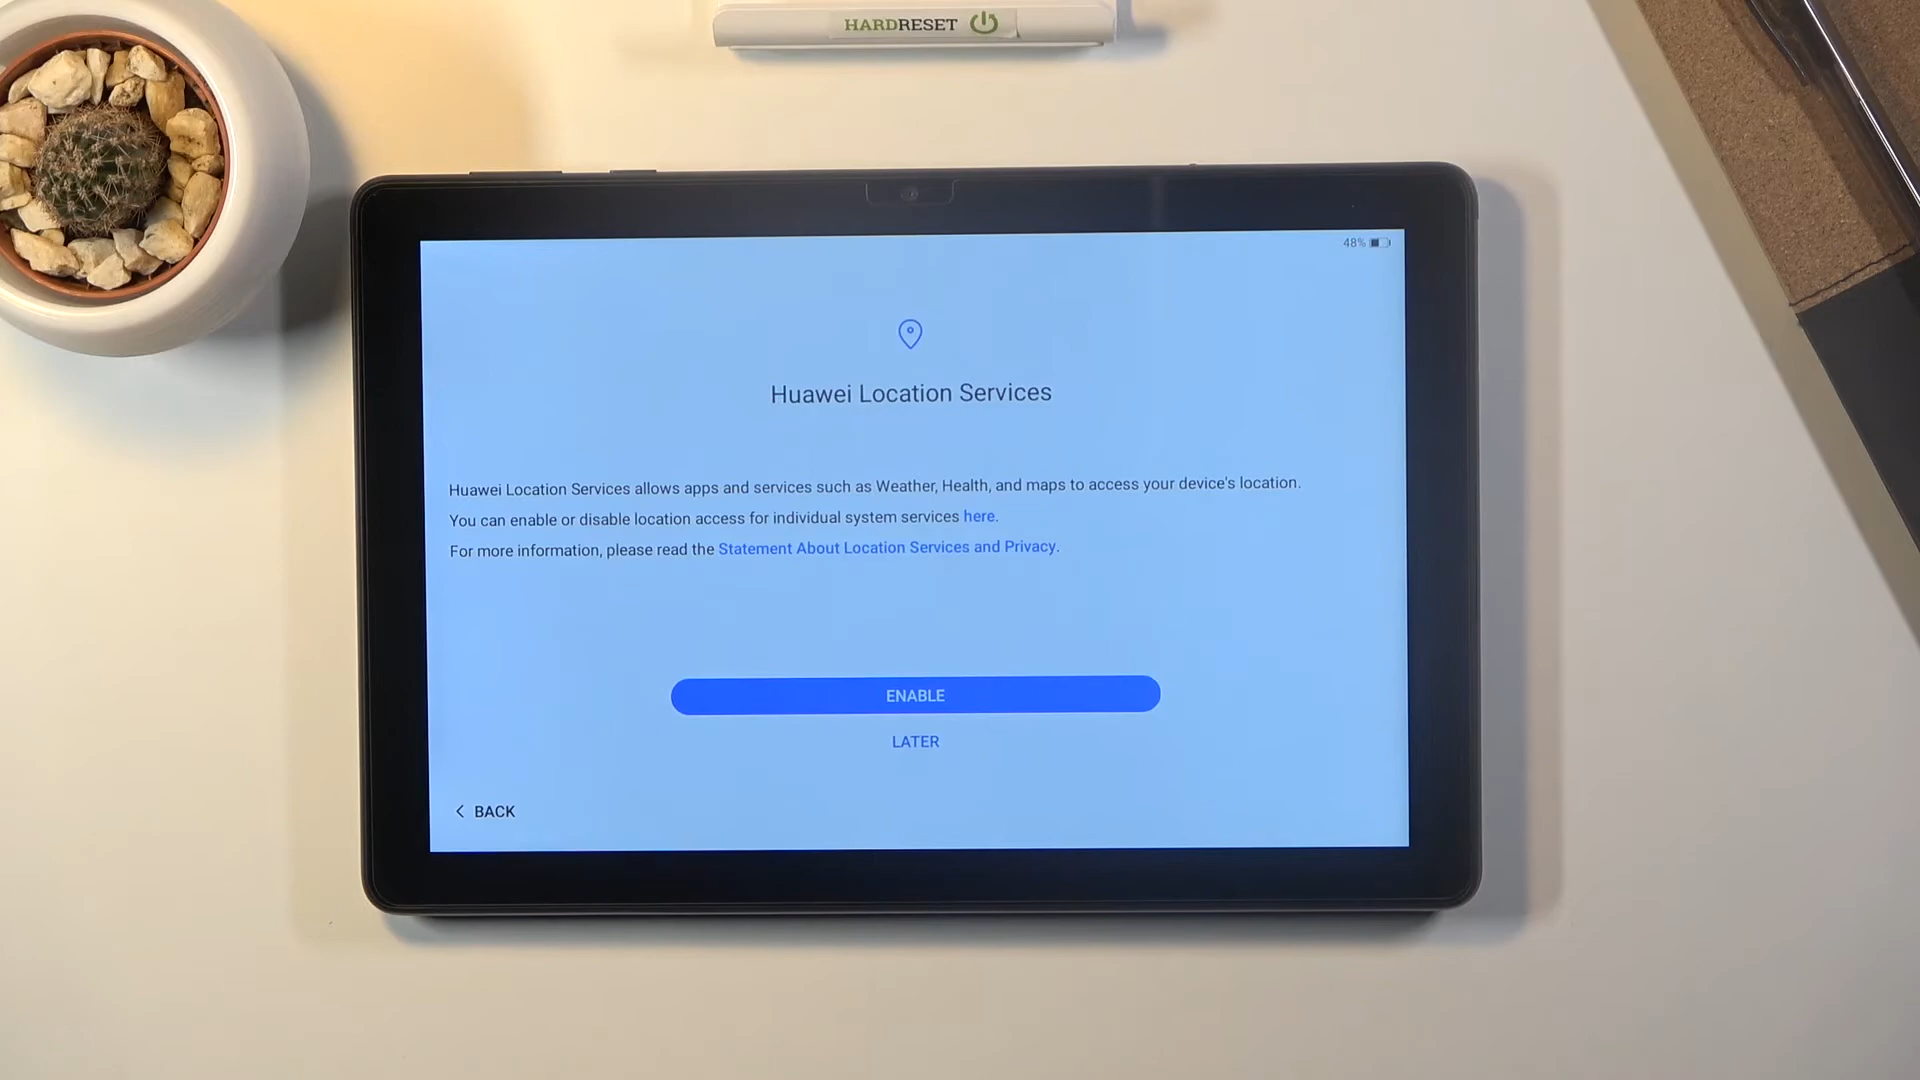 HARDRESET
48%
Huawei Location Services
Huawei Location Services allows apps and services such as Weather, Health, and maps to access your device's location.
You can enable or disable location access for individual system services here.
For more information, please read the Statement About Location Services and Privacy.
ENABLE
LATER
BACK